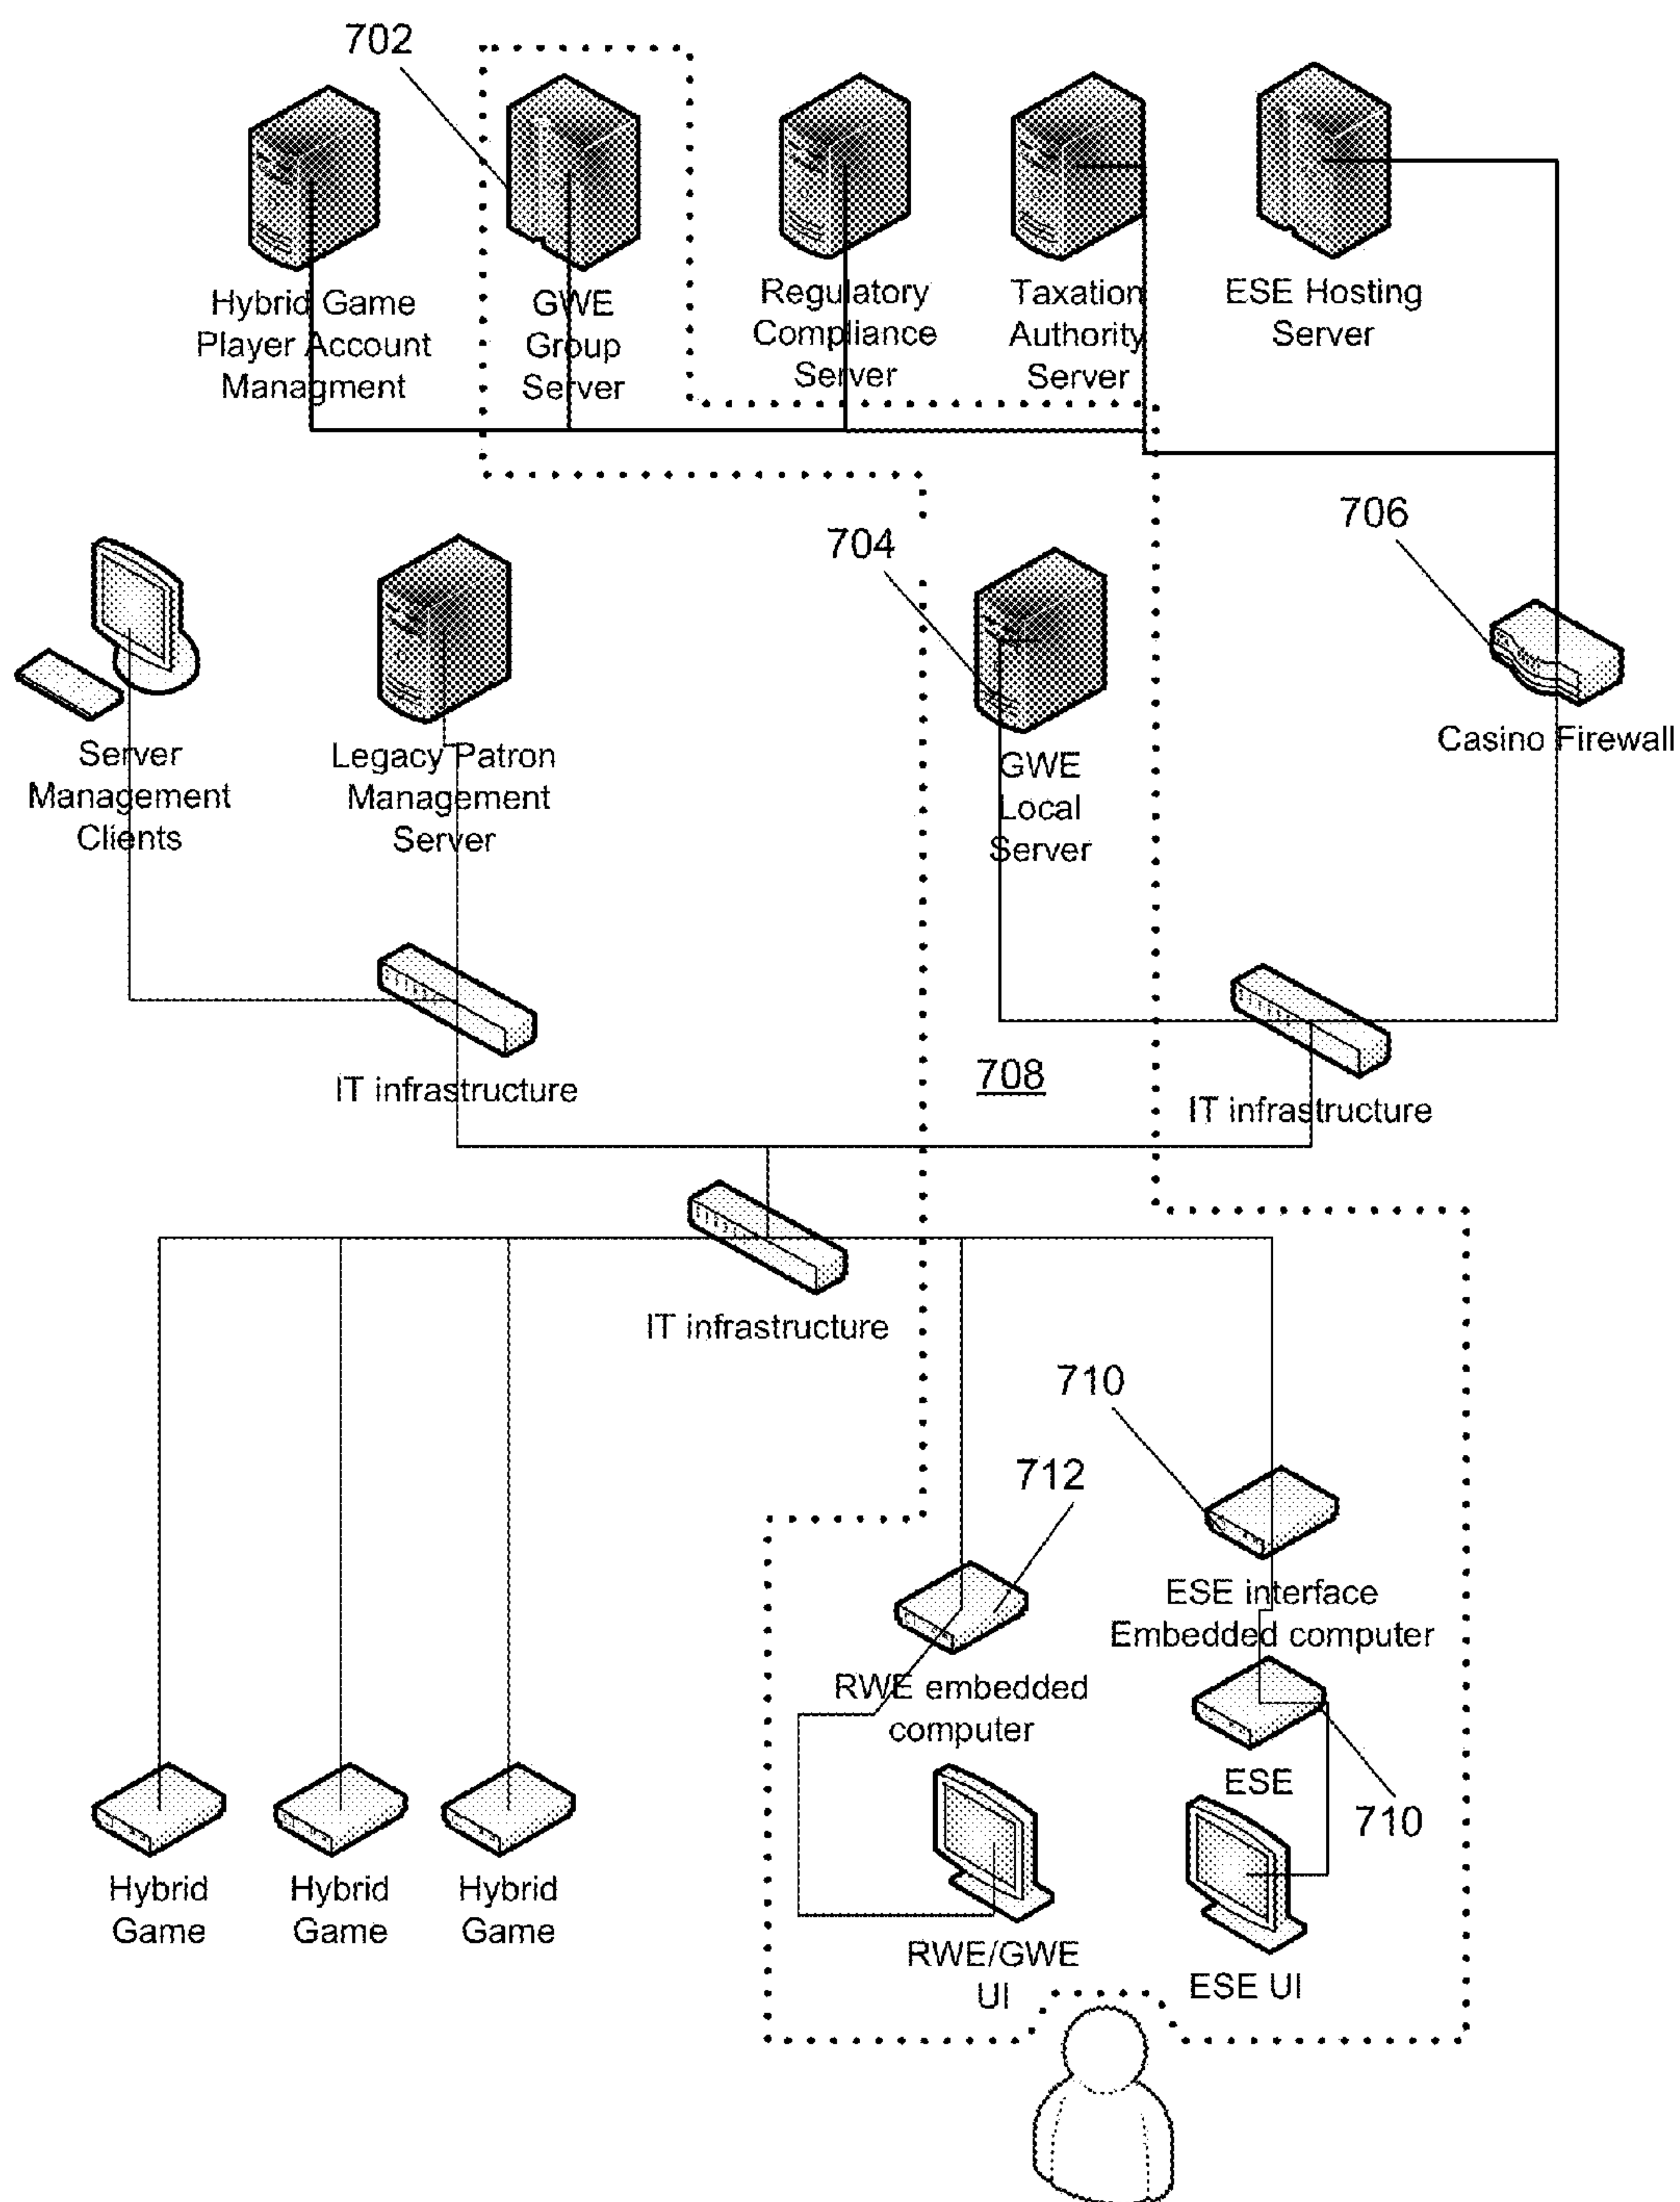 702
Hybrid Game
Player Account
Managment
GWE
Group
Server
Regulatory
Compliance
Server
Taxation
Authority
Server
ESE Hosting
Server
704
706
Server
Management
Clients
Legacy Patron
Management
Server
GWE
Local
Server
Casino Firewall
IT infrastructure
708
IT infrastructure
IT infrastructure
710
712
ESE interface
Embedded computer
RWE embedded
computer
ESE
710
Hybrid
Game
Hybrid
Game
Hybrid
Game
RWE/GWE
UI
ESE UI